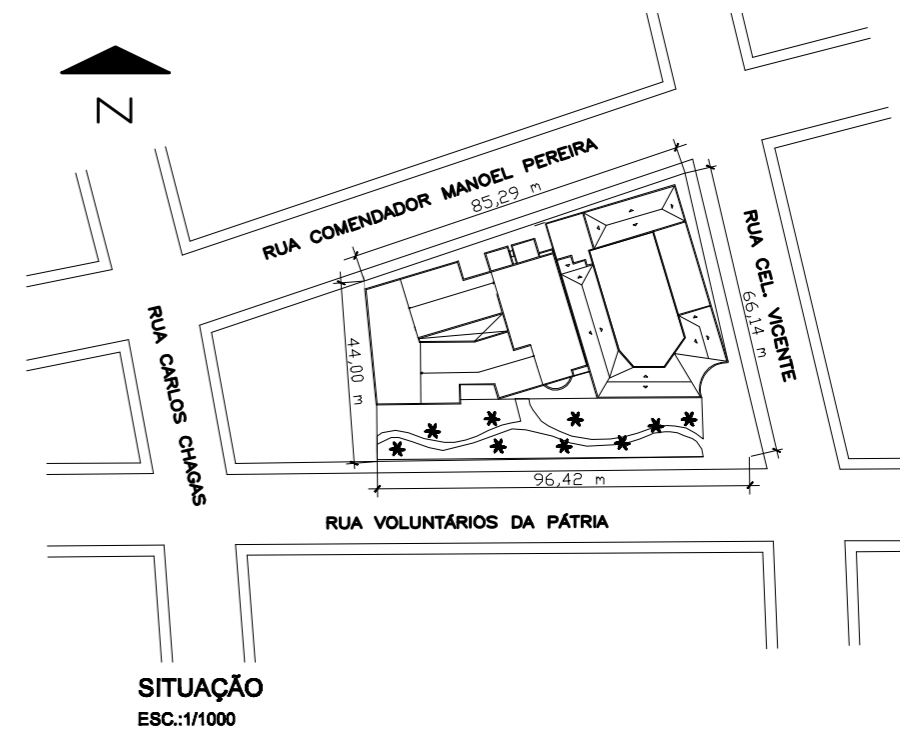 N
RUA COMENDADOR MANOEL PEREIRA
85,29 m
RUA CEL. VICENTE
66,14 m
RUA CARLOS CHAGAS
44,00 m
96,42 m
RUA VOLUNTÁRIOS DA PÁTRIA
SITUAÇÃO
ESC.:1/1000